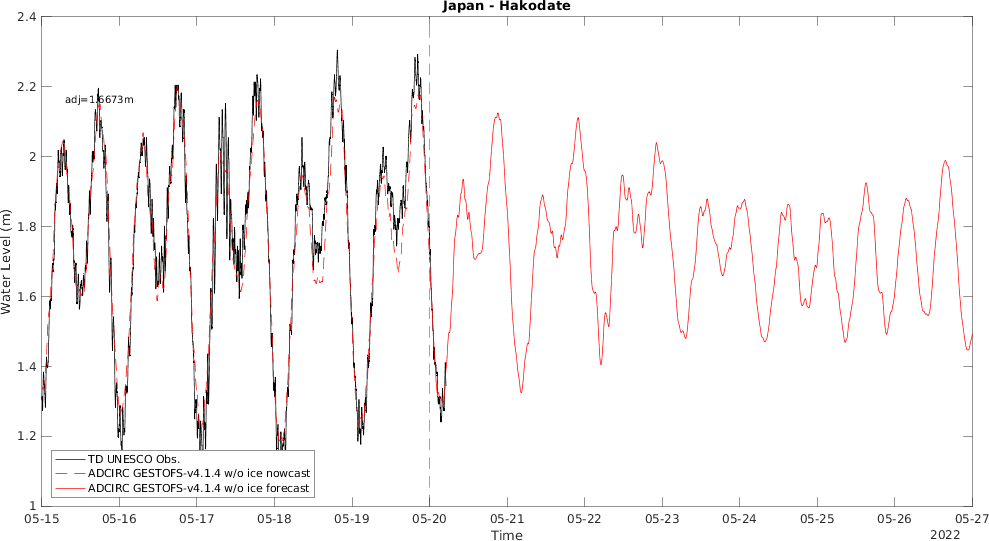 Japan - Hakodate
2.4
2.2
2
1.8
1.6
1.4
1.2
1
Water Level (m)
adj=1.6673m
TD UNESCO Obs.
ADCIRC GESTOFS-v4.1.4 w/o ice nowcast
ADCIRC GESTOFS-v4.1.4 w/o ice forecast
05-15 05-16 05-17 05-18 05-19 05-20 05-21 05-22 05-23 05-24 05-25 05-26 05-27
Time
2022